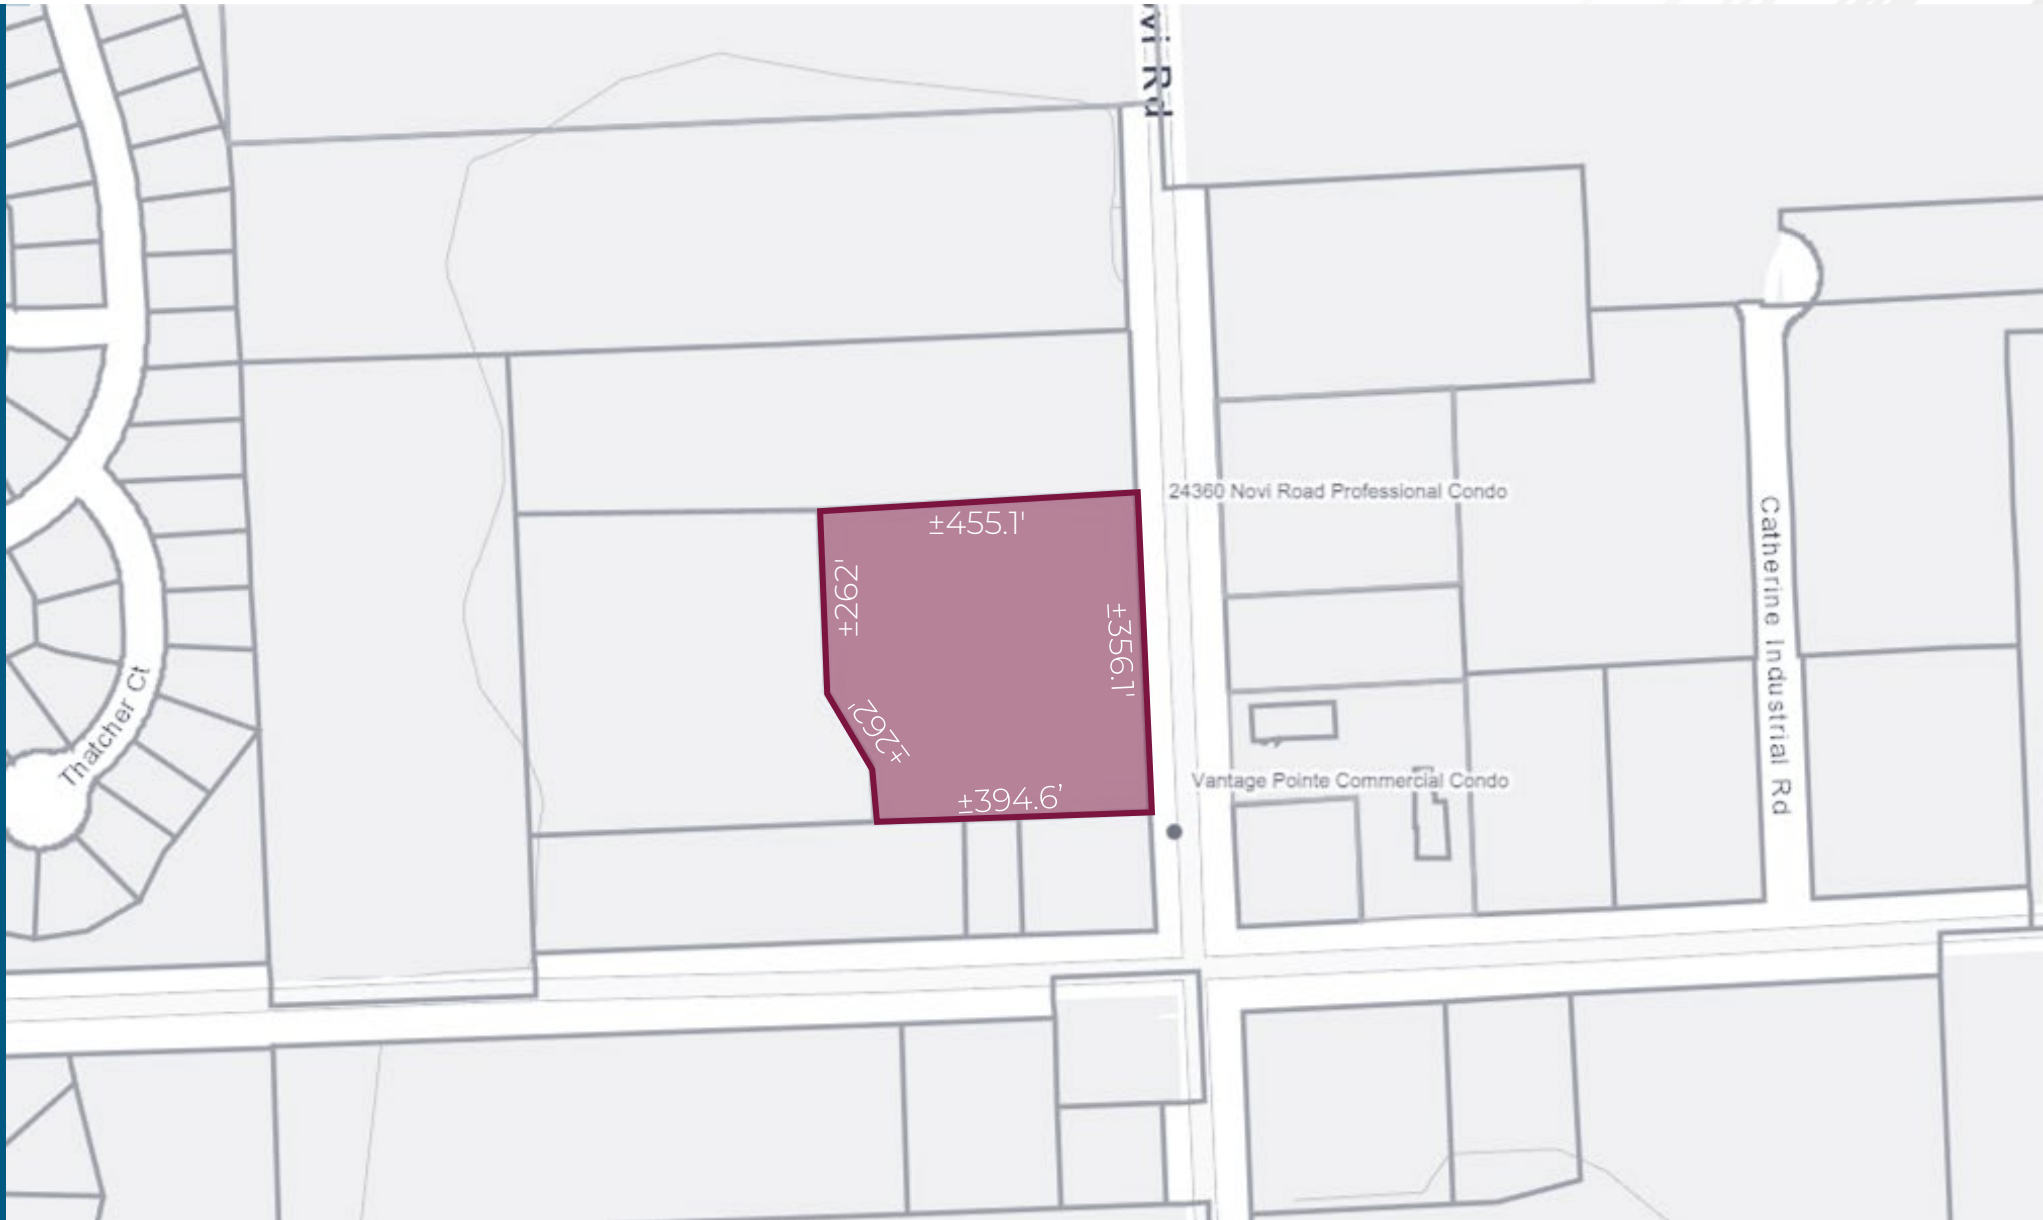 vi Rd
24360 Novi Road Professional Condo
±455.1'
±262'
±356.1'
Catherine Industrial Rd
±262'
Thatcher Ct
Vantage Pointe Commercial Condo
±394.6’